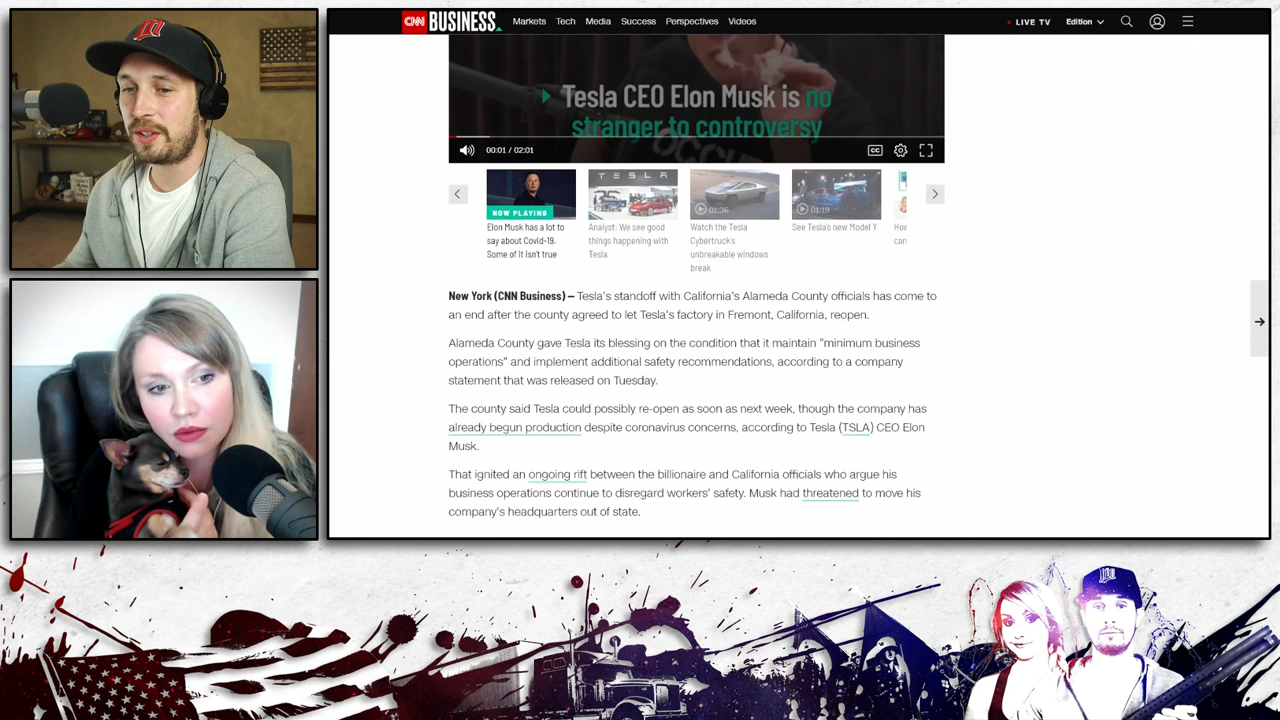 CNN BUSINESS
Markets Tech Media Success Perspectives Videos
LIVE TV Edition
Tesla CEO Elon Musk is no
stranger to controversy
OCCUPY
00:01 / 02:01
CC
TESLA
NOW PLAYING
01:36
01:19
Elon Musk has a lot to
say about Covid-19.
Some of it isn't true
Analyst: We see good
things happening with
Tesla
Watch the Tesla
Cybertruck's
unbreakable windows
break
See Tesla's new Model Y
How
cars
New York (CNN Business) — Tesla's standoff with California's Alameda County officials has come to
an end after the county agreed to let Tesla's factory in Fremont, California, reopen.
Alameda County gave Tesla its blessing on the condition that it maintain "minimum business
operations" and implement additional safety recommendations, according to a company
statement that was released on Tuesday.
The county said Tesla could possibly re-open as soon as next week, though the company has
already begun production despite coronavirus concerns, according to Tesla (TSLA) CEO Elon
Musk.
That ignited an ongoing rift between the billionaire and California officials who argue his
business operations continue to disregard workers' safety. Musk had threatened to move his
company's headquarters out of state.